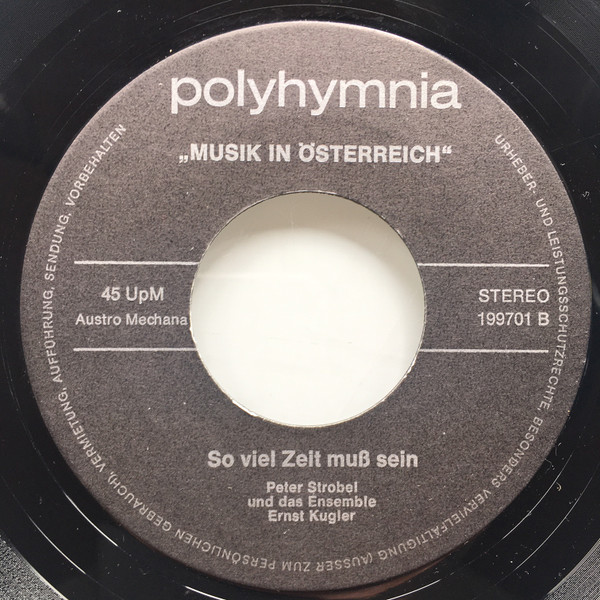 polyhymnia
„MUSIK IN ÖSTERREICH“
45 UpM
Austro Mechana
STEREO
199701 B
So viel Zeit muß sein
Peter Strobel
und das Ensemble
Ernst Kugler
URHEBER- UND LEISTUNGSSCHUTZRECHTE, BESONDERS VERVIELFÄLTIGUNG (AUSSER ZUM PERSÖNLICHEN GEBRAUCH), VERMIETUNG, AUFFÜHRUNG, SENDUNG, VORBEHALTEN